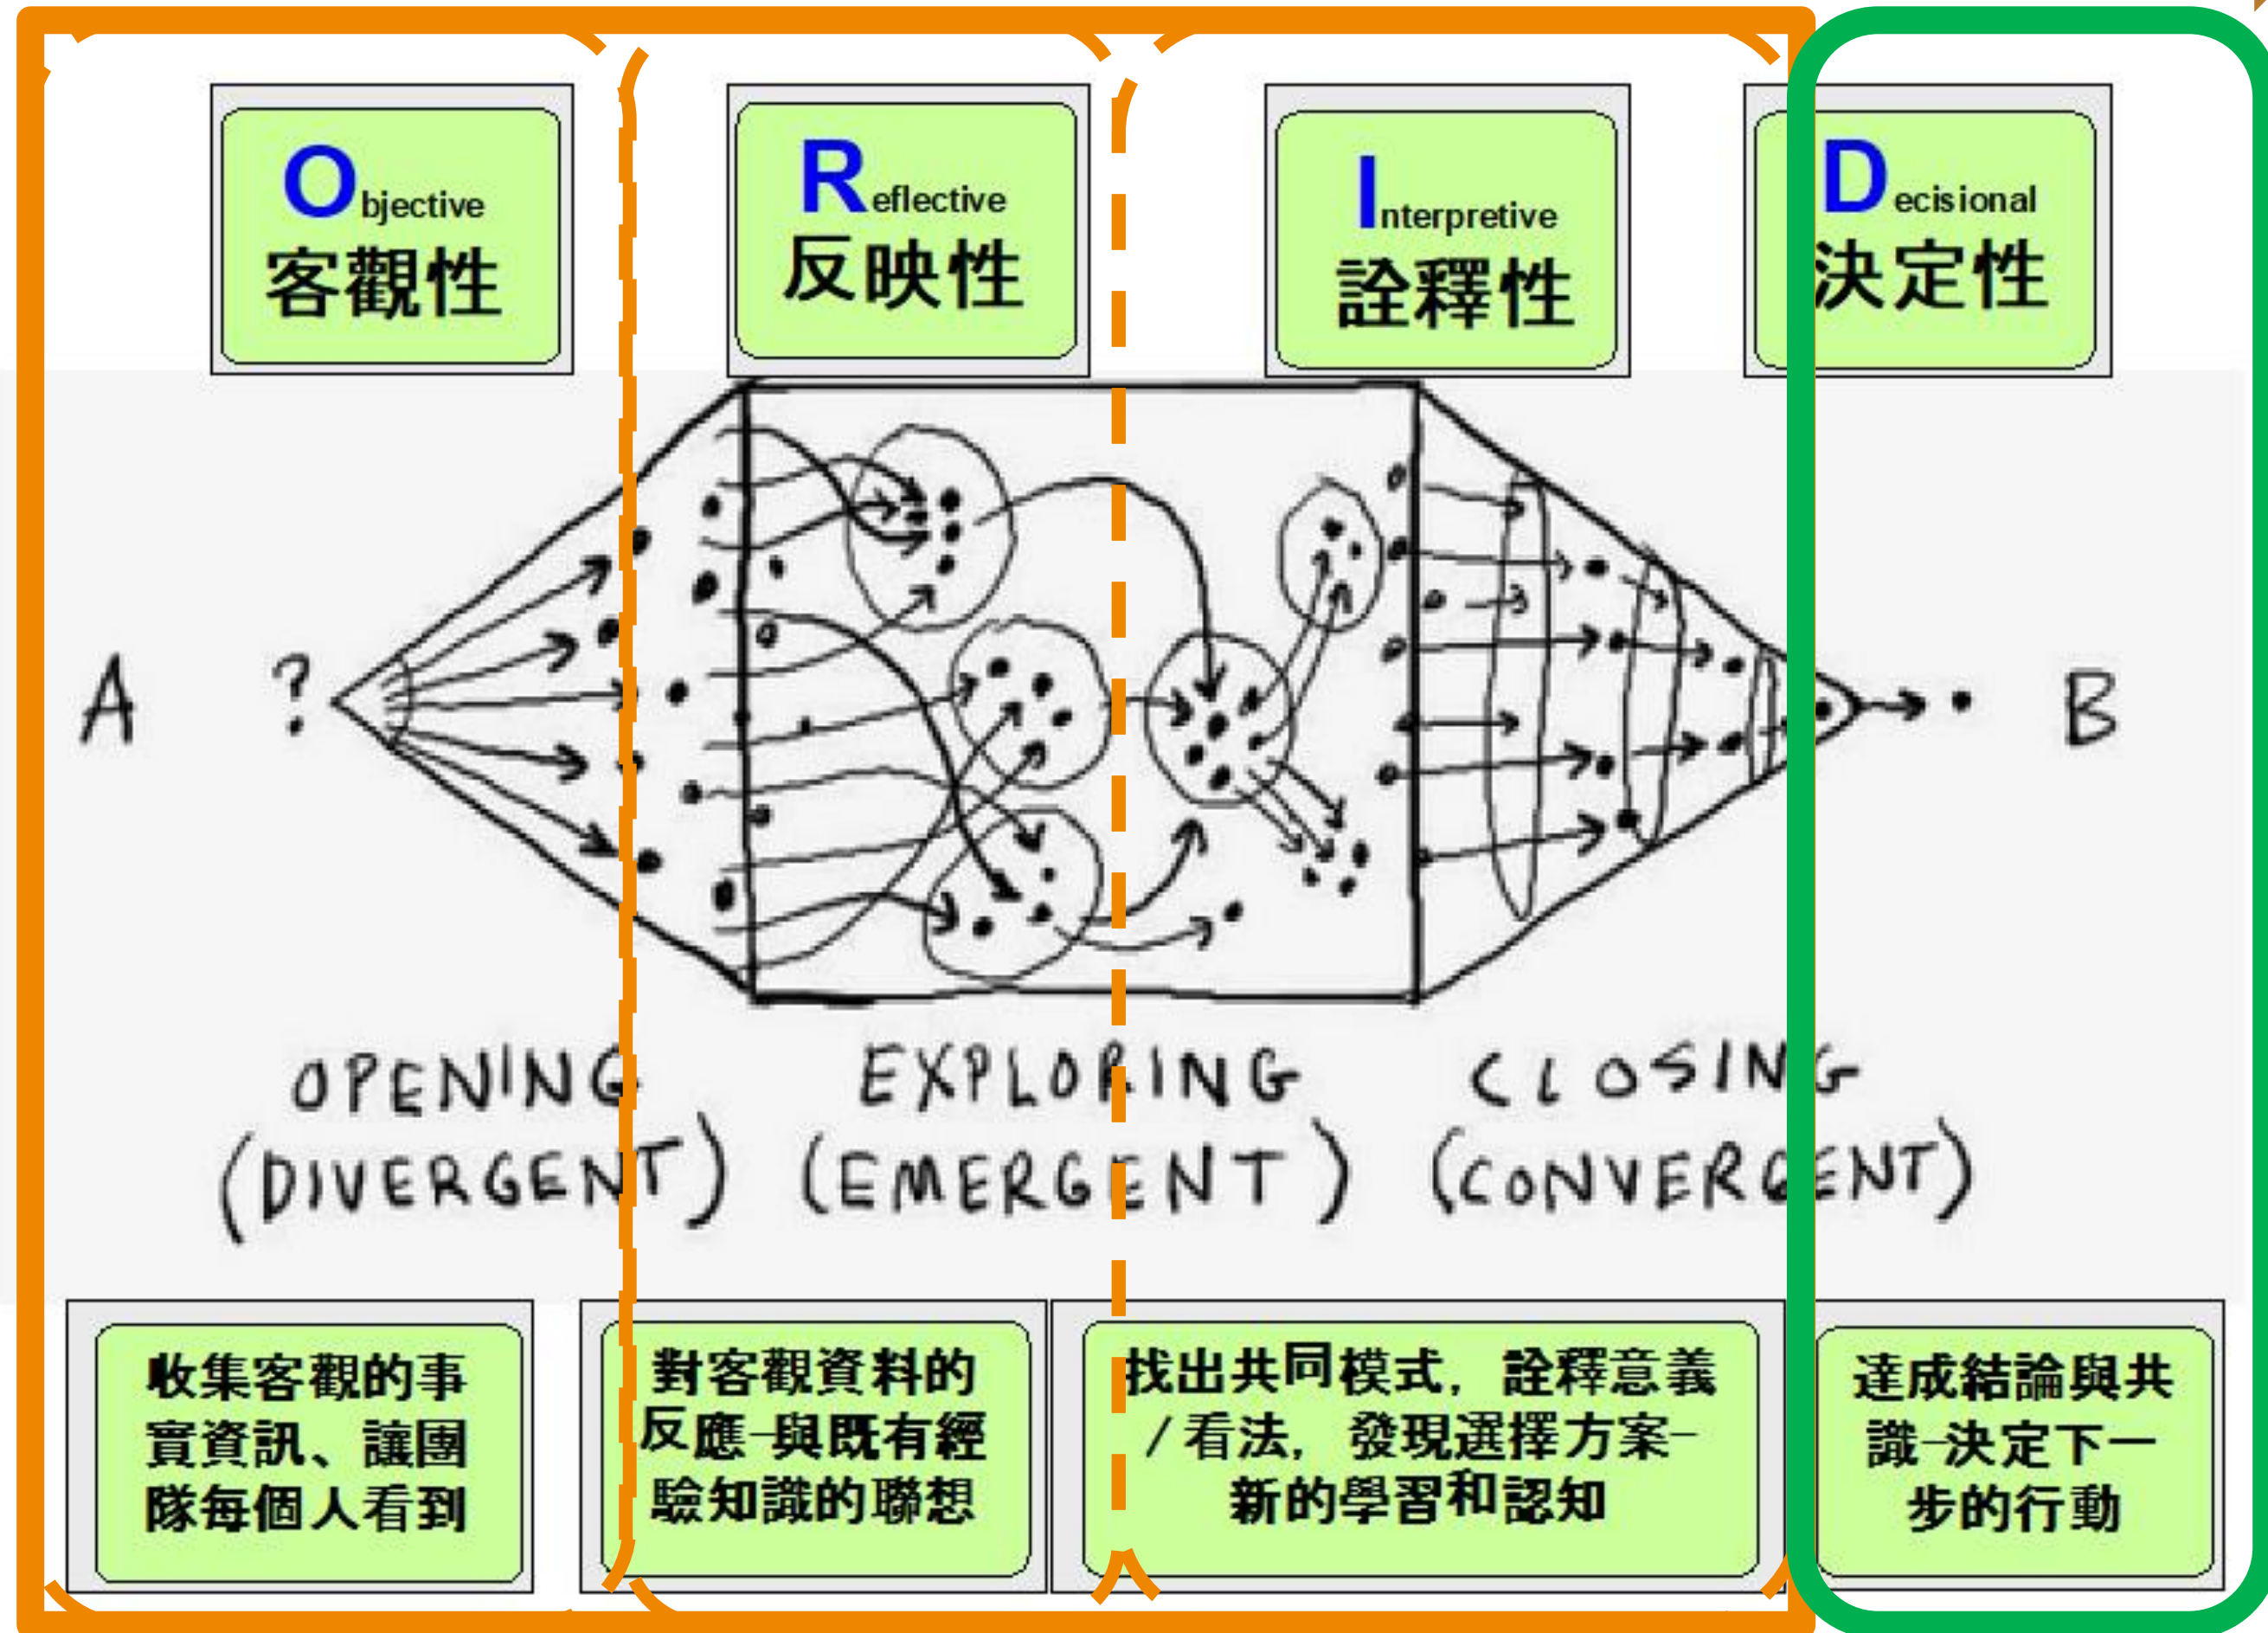 Objective
客觀性
Reflective
反映性
Interpretive
詮釋性
Decisional
決定性
A ?
B
OPENING
(DIVERGENT)
EXPLORING
(EMERGENT)
CLOSING
(CONVERGENT)
收集客觀的事
實資訊、讓團
隊每個人看到
對客觀資料的
反應-與既有經
驗知識的聯想
找出共同模式, 詮釋意義
/看法, 發現選擇方案-
新的學習和認知
達成結論與共
識-決定下一
步的行動